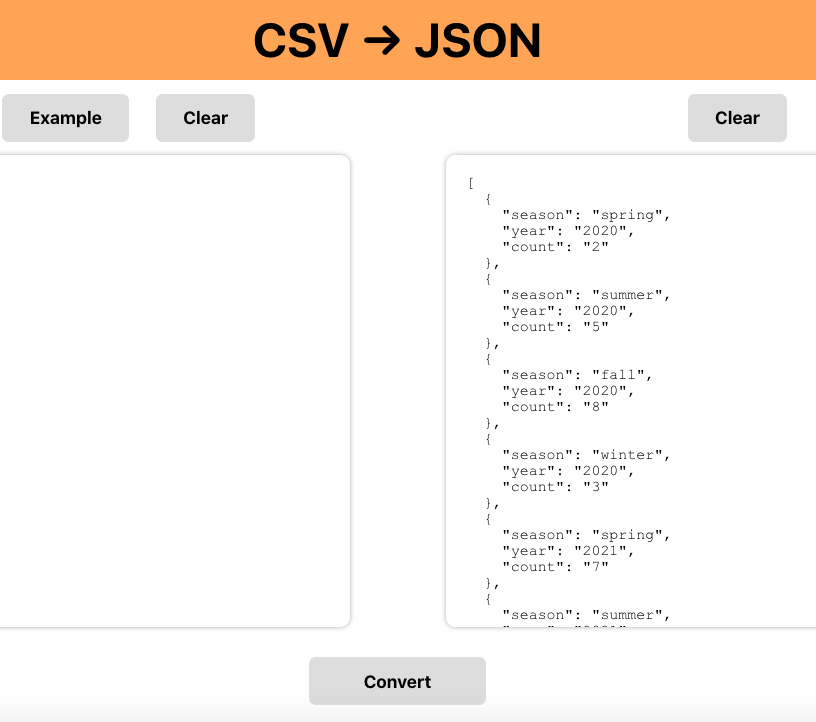 CSV → JSON
Example
Clear
Clear
[
{
"season": "spring",
"year": "2020",
"count": "2"
},
{
"season": "summer",
"year": "2020",
"count": "5"
},
{
"season": "fall",
"year": "2020",
"count": "8"
},
{
"season": "winter",
"year": "2020",
"count": "3"
},
{
"season": "spring",
"year": "2021",
"count": "7"
},
{
"season": "summer",
Convert